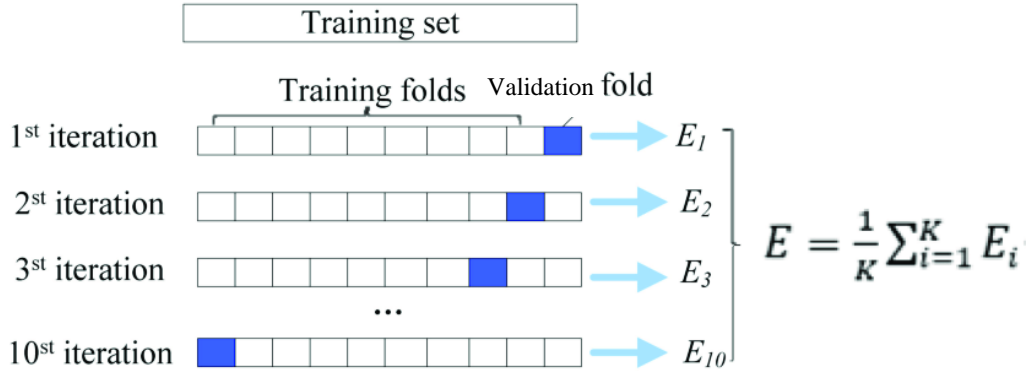 Training set
Training folds Validation fold
1st iteration E1
2st iteration E2
3st iteration E3
...
10st iteration E10
E = 1/K ∑_{i=1}^{K} E_i